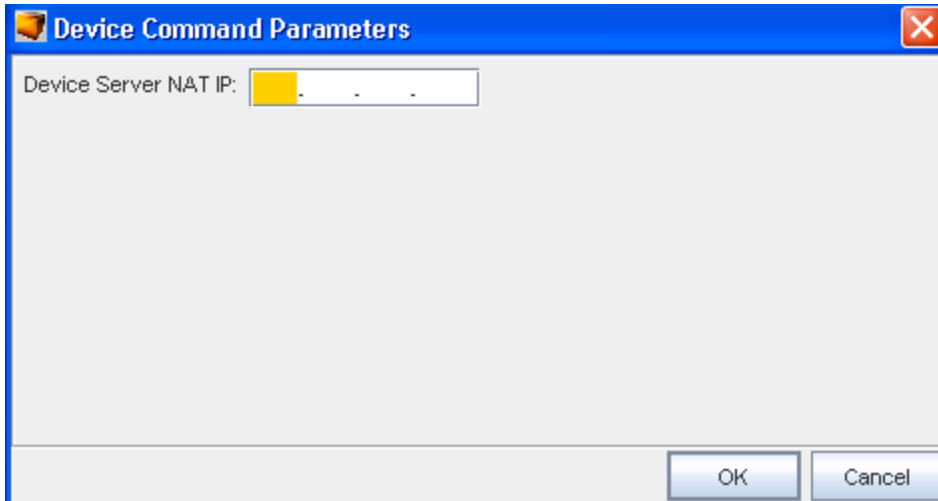 Device Command Parameters
Device Server NAT IP: . . .
OK Cancel